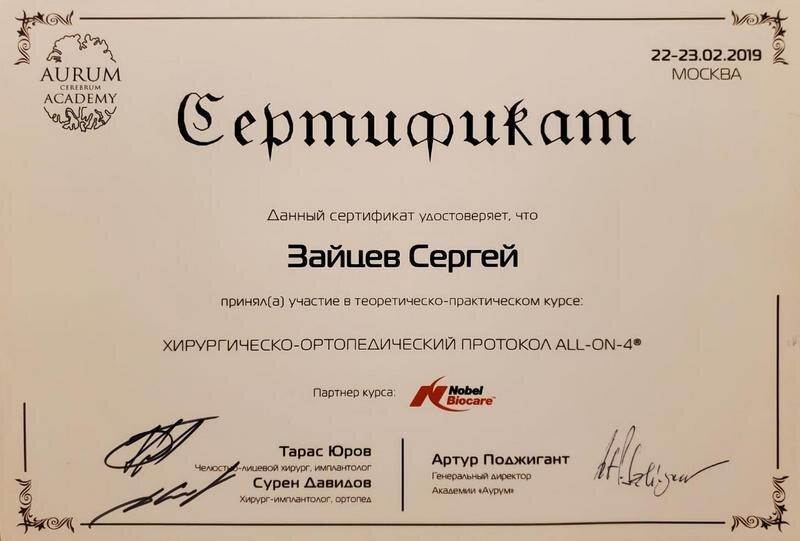 AURUM
CEREBRUM
ACADEMY
22-23.02.2019
МОСКВА
Сертификат
Данный сертификат удостоверяет, что
Зайцев Сергей
принял(а) участие в теоретическо-практическом курсе:
ХИРУРГИЧЕСКО-ОРТОПЕДИЧЕСКИЙ ПРОТОКОЛ ALL-ON-4®
Партнер курса:
Nobel
Biocare™
Тарас Юров
Челюстно-лицевой хирург, имплантолог
Сурен Давидов
Хирург-имплантолог, ортопед
Артур Поджигант
Генеральный директор
Академии «Аурум»